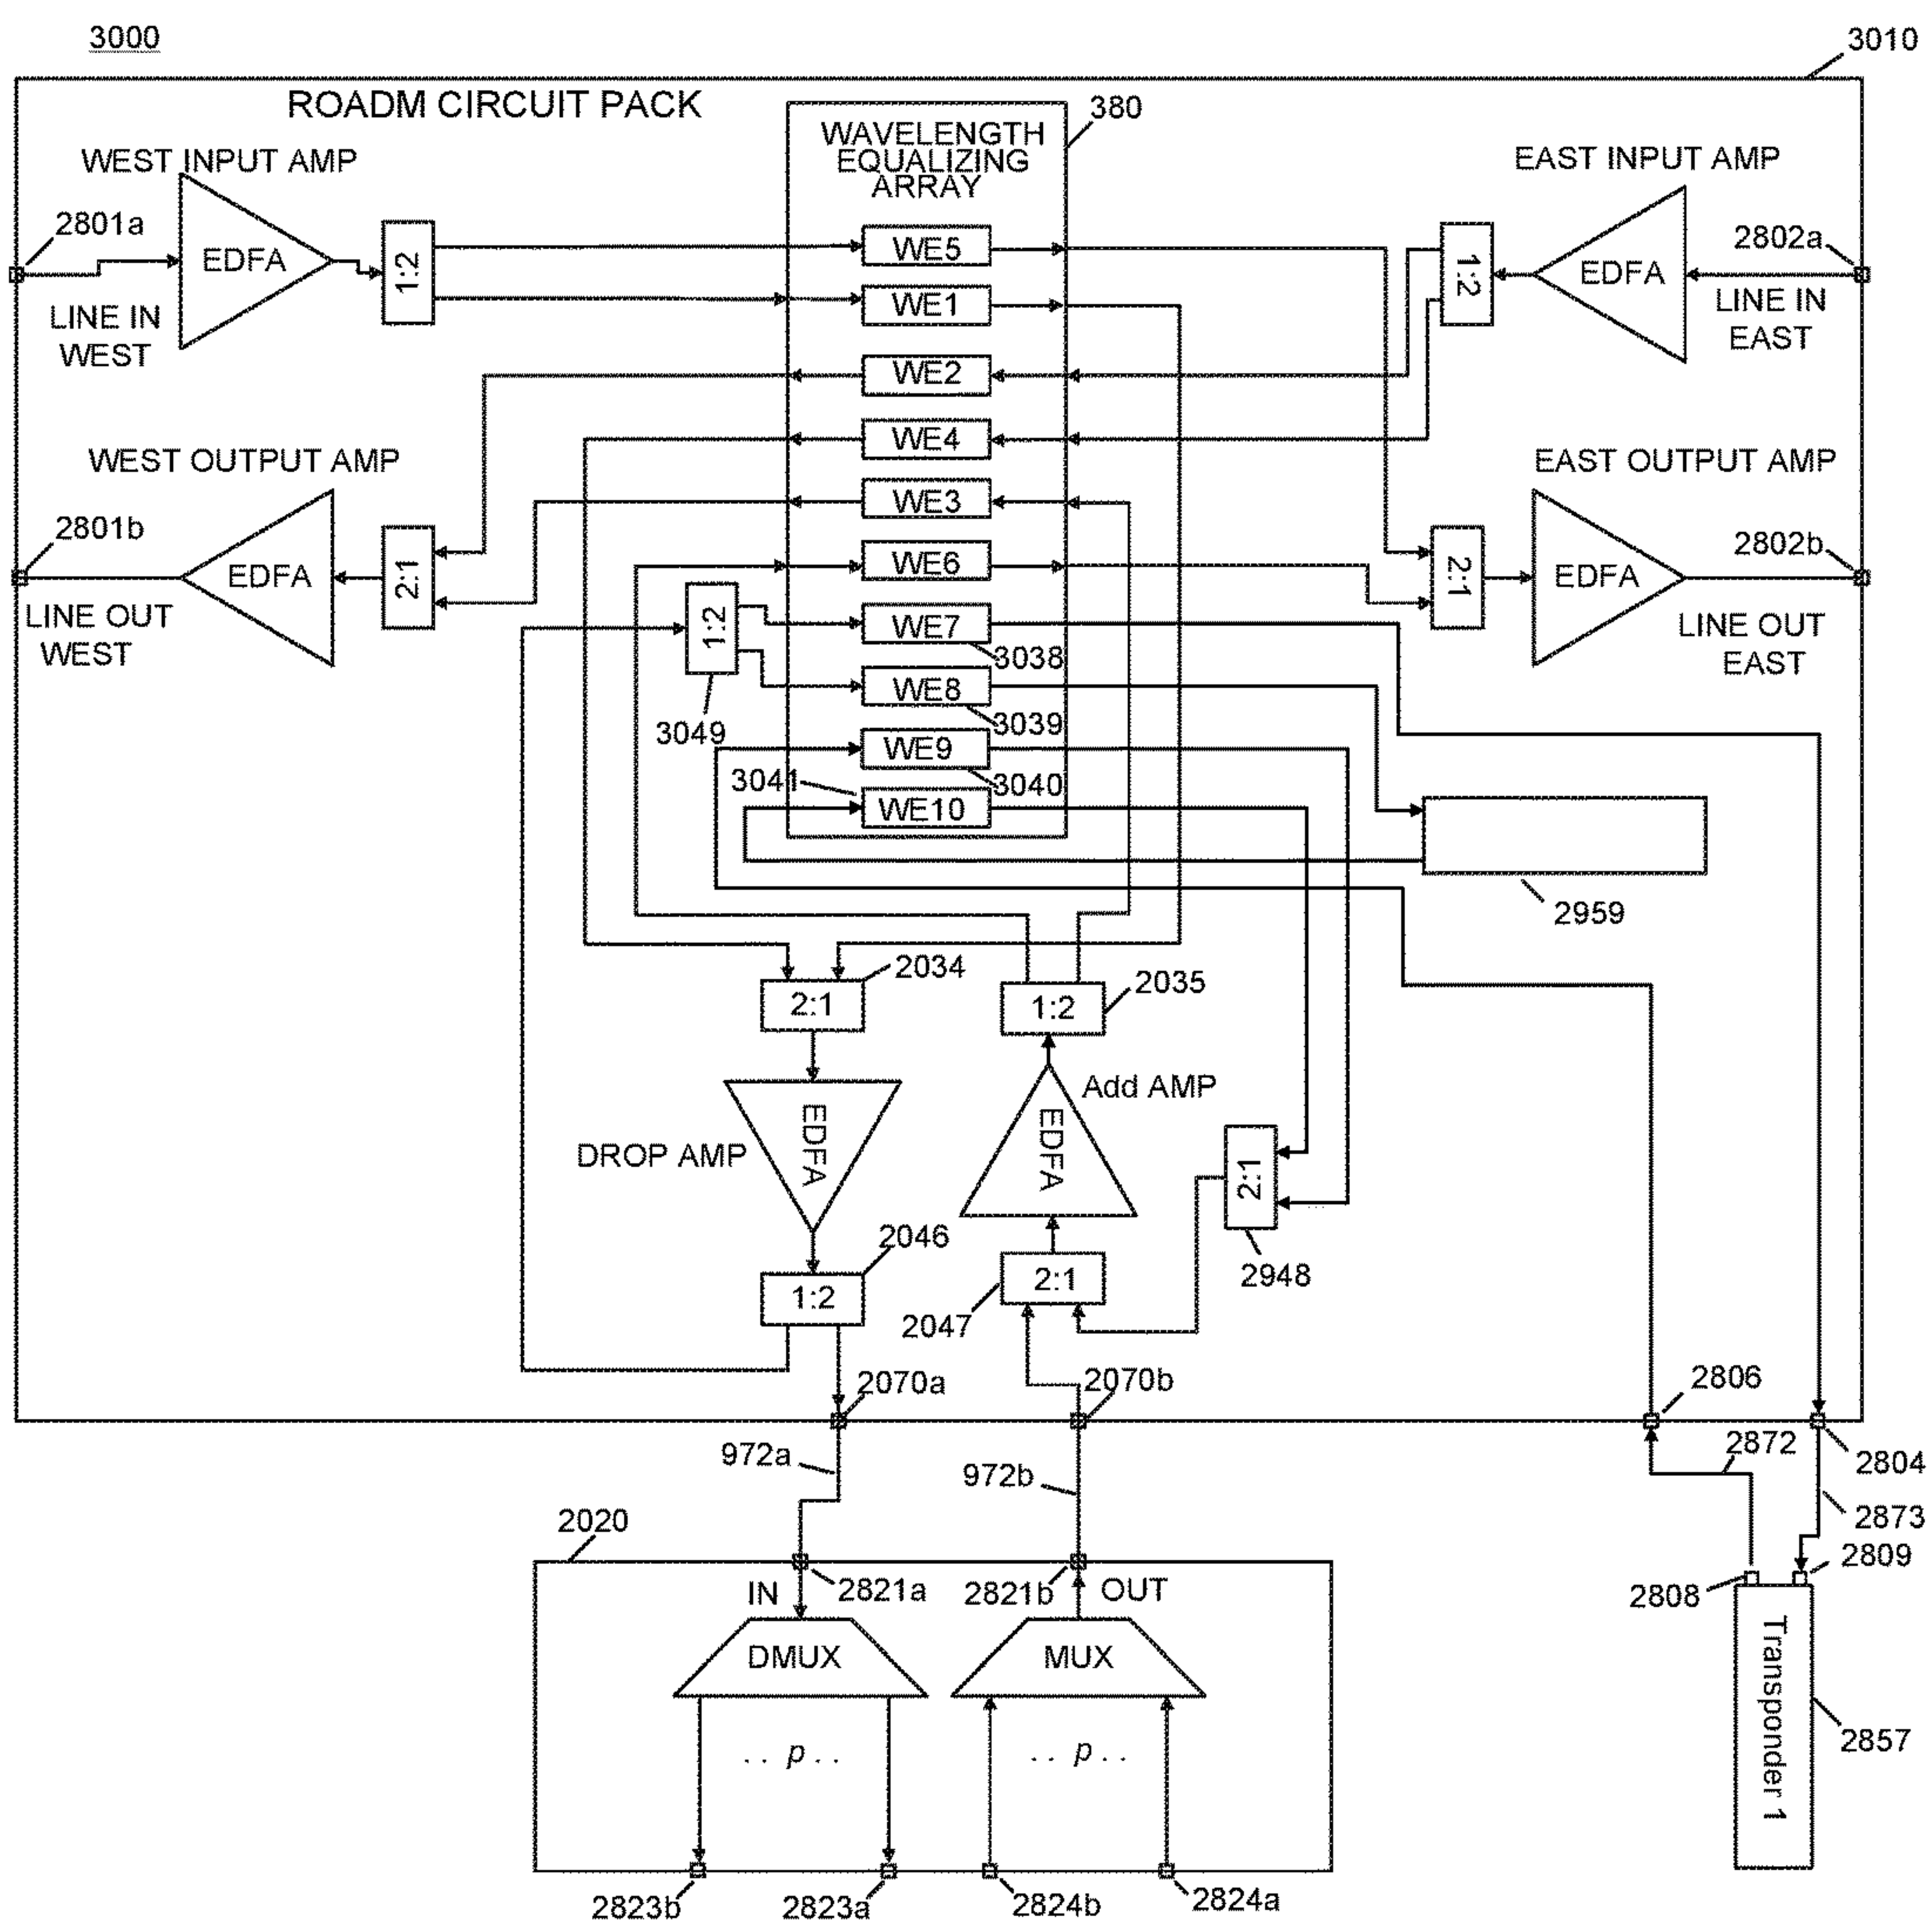 3000
3010
ROADM CIRCUIT PACK
380
WAVELENGTH
EQUALIZING
ARRAY
WEST INPUT AMP
EAST INPUT AMP
2801a
EDFA
1:2
WE5
1:2
EDFA
2802a
LINE IN
WEST
WE1
LINE IN
EAST
WE2
WE4
WEST OUTPUT AMP
EAST OUTPUT AMP
WE3
2801b
EDFA
2:1
WE6
2:1
EDFA
2802b
LINE OUT
WEST
1:2
WE7
3038
LINE OUT
EAST
WE8
3039
3049
WE9
3040
3041
WE10
2959
2034
2:1
2035
1:2
Add AMP
EDFA
EDFA
DROP AMP
2:1
2046
2948
1:2
2:1
2047
2070a
2070b
2806
972a
972b
2872
2804
2873
2020
2809
IN
2821a
2821b
OUT
2808
DMUX
MUX
Transponder 1
2857
. . p . .
. . p . .
2823b
2823a
2824b
2824a